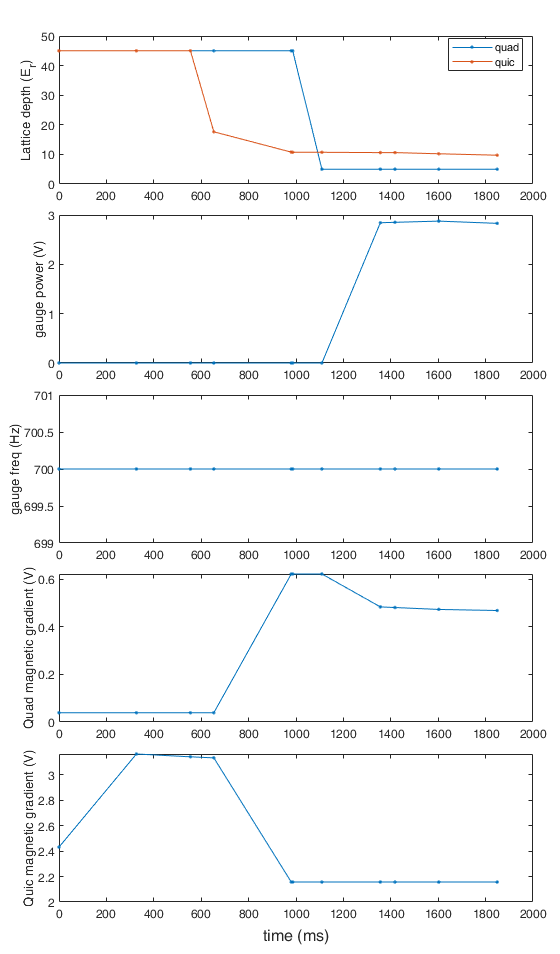 50
40
30
20
10
0
Lattice depth (E_r)
quad
quic
0 200 400 600 800 1000 1200 1400 1600 1800 2000
3
2
1
0
gauge power (V)
0 200 400 600 800 1000 1200 1400 1600 1800 2000
701
700.5
700
699.5
699
gauge freq (Hz)
0 200 400 600 800 1000 1200 1400 1600 1800 2000
0.6
0.4
0.2
0
Quad magnetic gradient (V)
0 200 400 600 800 1000 1200 1400 1600 1800 2000
3
2.8
2.6
2.4
2.2
2
Quic magnetic gradient (V)
0 200 400 600 800 1000 1200 1400 1600 1800 2000
time (ms)